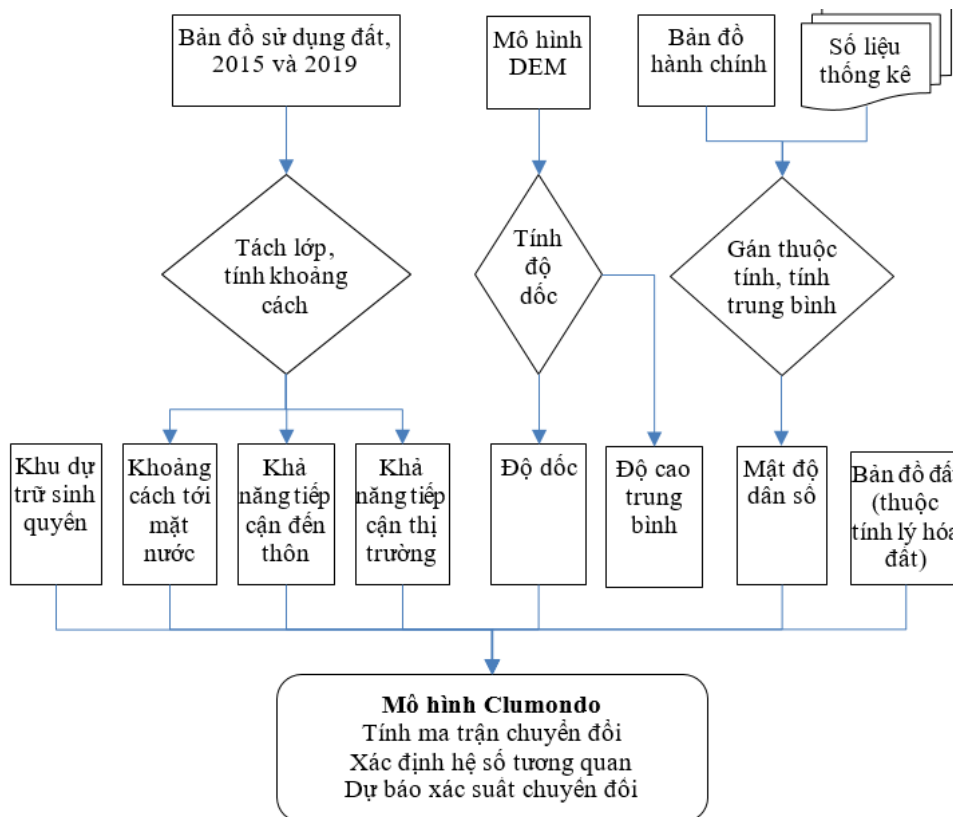 Bản đồ sử dụng đất,
2015 và 2019
Mô hình
DEM
Bản đồ
hành chính
Số liệu
thống kê
Tách lớp,
tính khoảng
cách
Tính
độ
dốc
Gán thuộc
tính, tính
trung bình
Khu dự
trữ sinh
quyển
Khoảng
cách tới
mặt
nước
Khả
năng tiếp
cận đến
thôn
Khả
năng tiếp
cận thị
trường
Độ dốc
Độ cao
trung
bình
Mật độ
dân số
Bản đồ đất
(thuộc
tính lý hóa
đất)
Mô hình Clumondo
Tính ma trận chuyển đổi
Xác định hệ số tương quan
Dự báo xác suất chuyển đổi